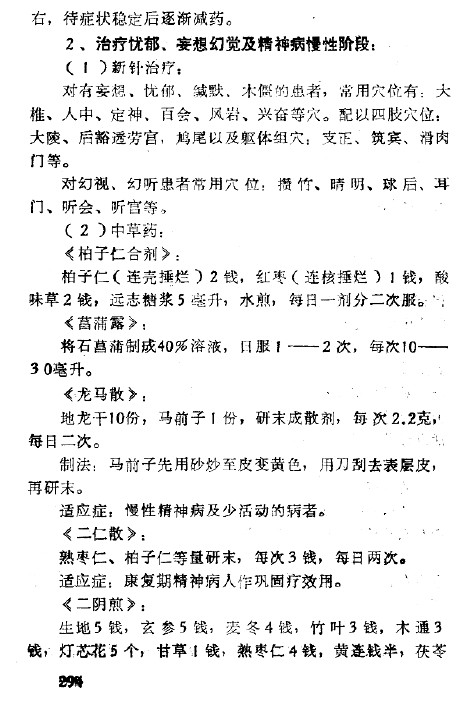 右，待症状稳定后逐渐减药。
2、治疗忧郁、妄想幻觉及精神病慢性阶段：
（1）新针治疗：
对有妄想、忧郁、缄默、木僵的患者，常用穴位有：大
椎、人中、定神、百会、风岩、兴奋等穴。配以四肢穴位：
大陵、后豁透劳宫，鸠尾以及躯体组穴：支正、筑宾、滑肉
门等。
对幻视、幻听患者常用穴位：攒竹、睛明、球后、耳
门、听会、听宫等。
（2）中草药：
《柏子仁合剂》：
柏子仁（连壳捶烂）2钱，红枣（连核捶烂）1钱，酸
味草2钱，远志糖浆5毫升，水煎，每日一剂分二次服。
《菖蒲露》：
将石菖蒲制成40%溶液，日服1——2次，每次10——
30毫升。
《龙马散》：
地龙干10份，马前子1份，研末成散剂，每次2.2克，
每日二次。
制法：马前子先用砂炒至皮变黄色，用刀刮去表层皮，
再研末。
适应症：慢性精神病及少活动的病者。
《二仁散》：
熟枣仁、柏子仁等量研末，每次3钱，每日两次。
适应症：康复期精神病人作巩固疗效用。
《二阴煎》：
生地5钱，玄参5钱，麦冬4钱，竹叶3钱，木通3
钱，灯芯花5个，甘草1钱，熟枣仁4钱，黄连钱半，茯苓
294